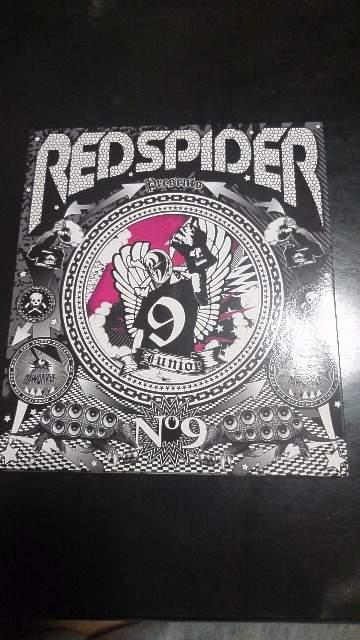 REDSPIDER
Presents
9
Junior
No9